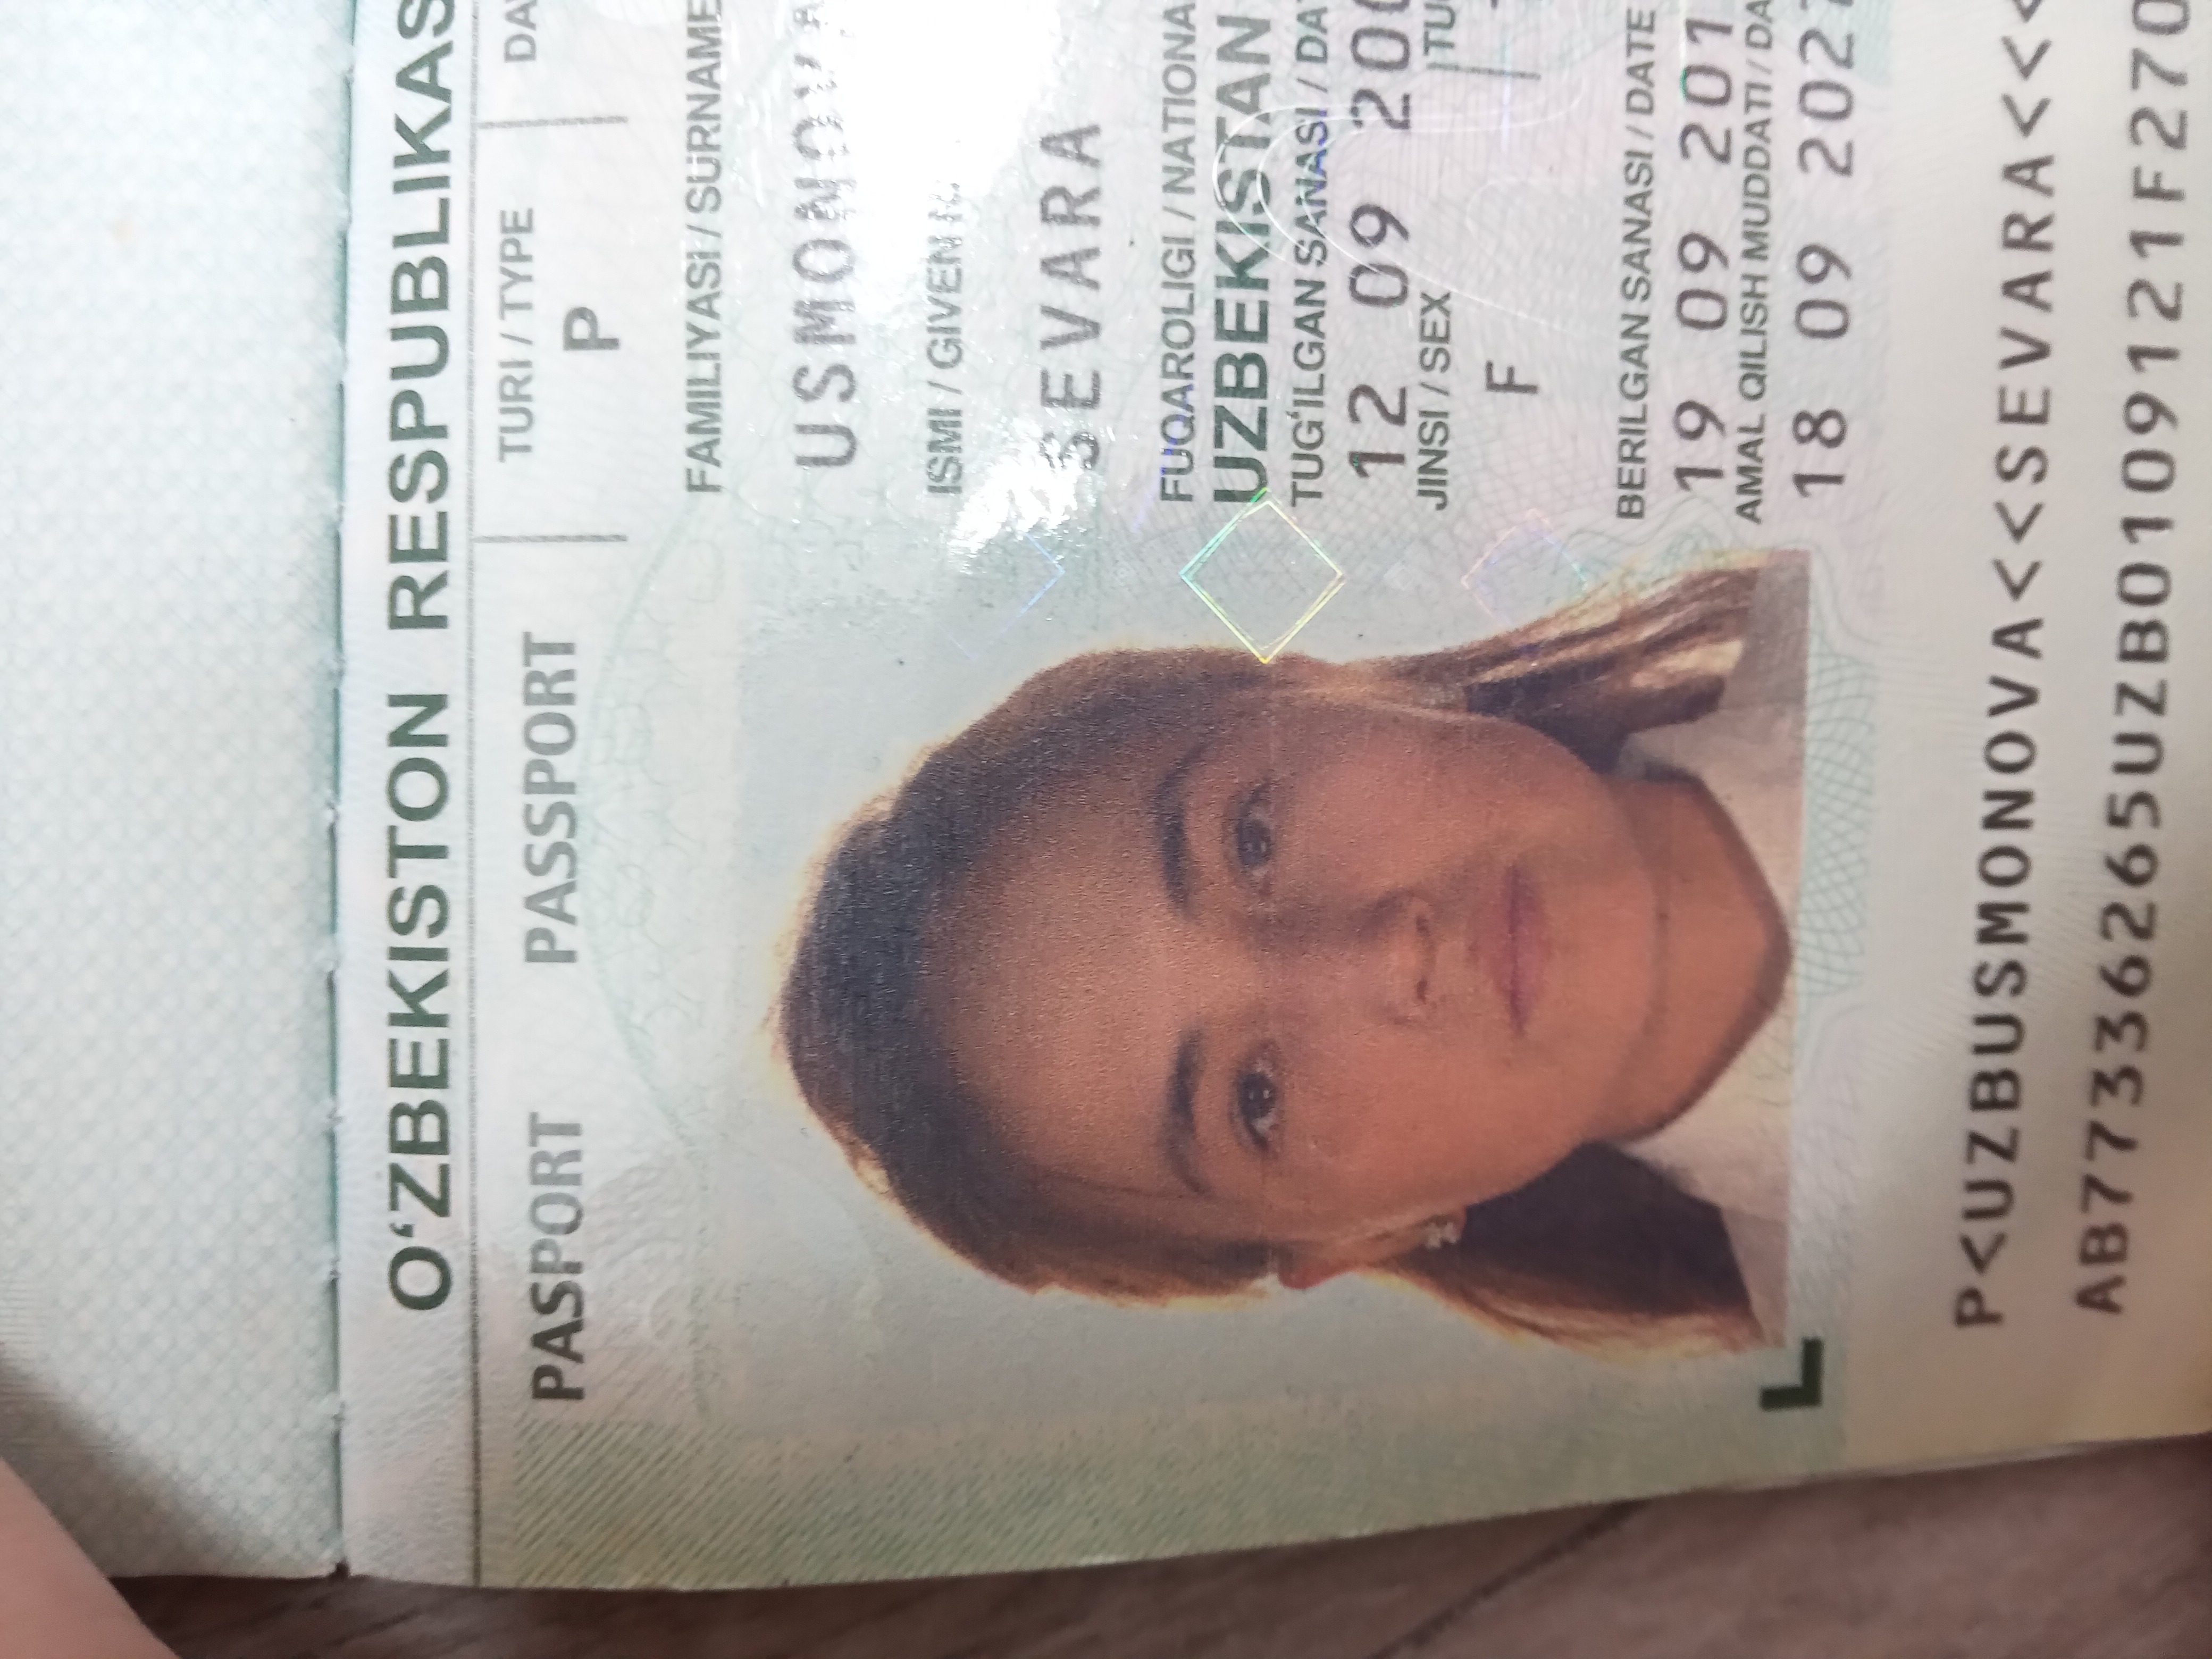 O‘ZBEKISTON RESPUBLIKAS
PASPORT PASSPORT
TURI / TYPE
P
DA
FAMILIYASI / SURNAME
USMONOVA
ISMI / GIVEN
SEVARA
FUQAROLIGI / NATIONA
UZBEKISTAN
TUG‘ILGAN SANASI / DA
12 09 200
JINSI / SEX
TU
F
BERILGAN SANASI / DATE
19 09 201
AMAL QILISH MUDDATI / DA
18 09 2027
P<UZBUSMONOVA<<SEVARA<<<
AB77336265UZB0109121F270